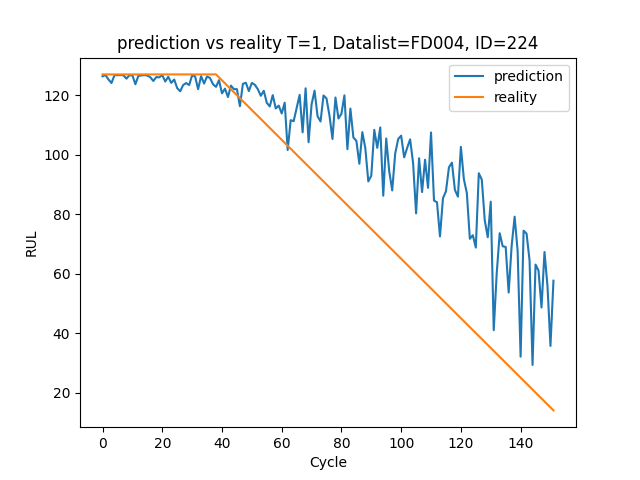 prediction vs reality T=1, Datalist=FD004, ID=224
prediction
reality
RUL
120
100
80
60
40
20
0 20 40 60 80 100 120 140
Cycle